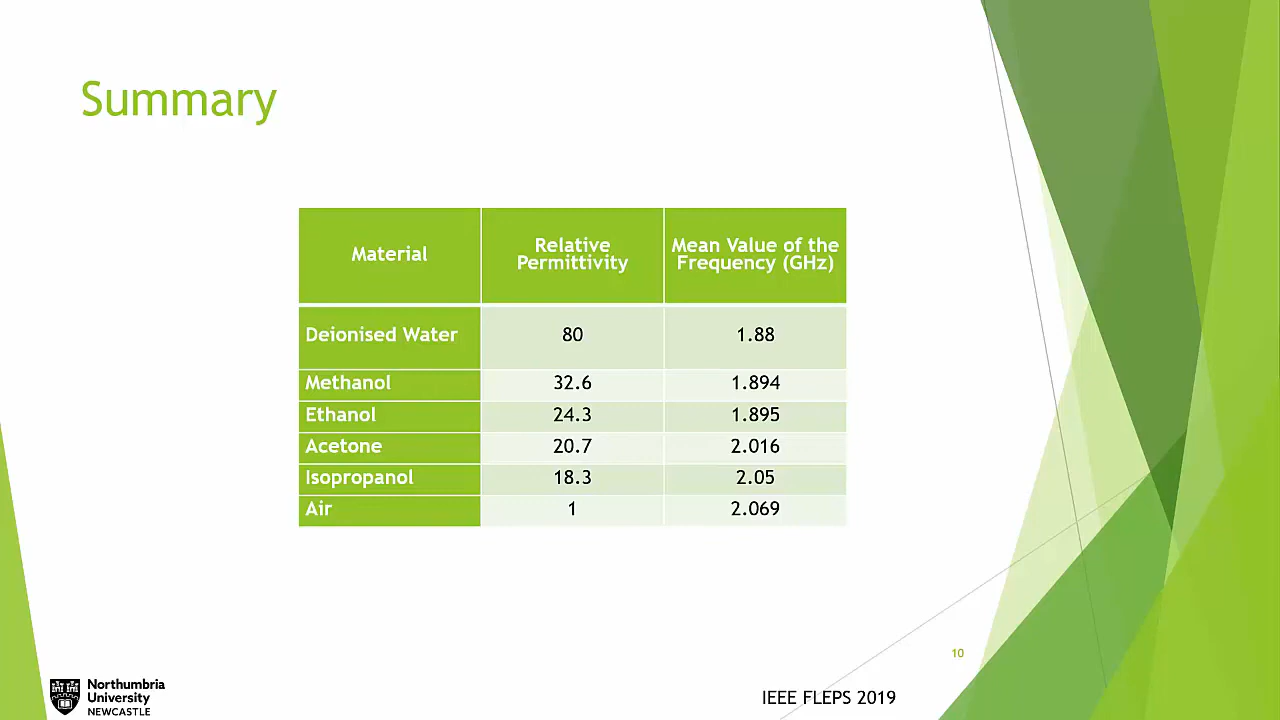 Summary
Material
Relative
Permittivity
Mean Value of the
Frequency (GHz)
Deionised Water 80 1.88
Methanol 32.6 1.894
Ethanol 24.3 1.895
Acetone 20.7 2.016
Isopropanol 18.3 2.05
Air 1 2.069
10
Northumbria
University
NEWCASTLE
IEEE FLEPS 2019